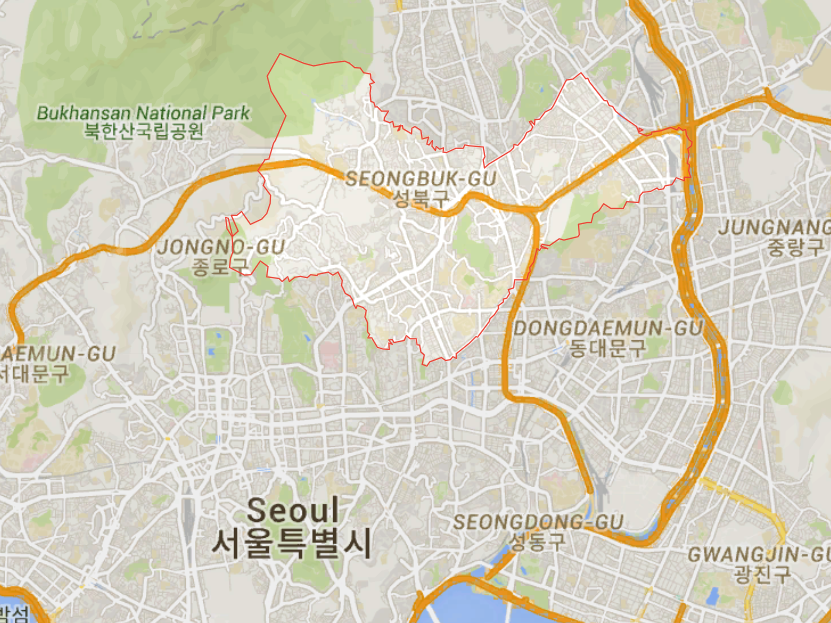 Bukhansan National Park
북한산국립공원
SEONGBUK-GU
성북구
JONGNO-GU
종로구
JUNGNANG
중랑구
DONGDAEMUN-GU
동대문구
AEMUN-GU
서대문구
Seoul
서울특별시
SEONGDONG-GU
성동구
GWANGJIN-GU
광진구
밤섬